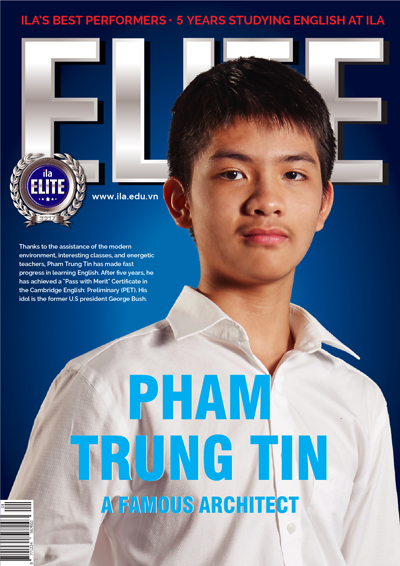 ILA'S BEST PERFORMERS • 5 YEARS STUDYING ENGLISH AT ILA
ELITE
ila
ELITE
2012
www.ila.edu.vn
Thanks to the assistance of the modern
environment, interesting classes, and energetic
teachers, Pham Trung Tin has made fast
progress in learning English. After five years, he
has achieved a "Pass with Merit" Certificate in
the Cambridge English: Preliminary (PET). His
idol is the former U.S president George Bush.
PHAM
TRUNG TIN
A FAMOUS ARCHITECT